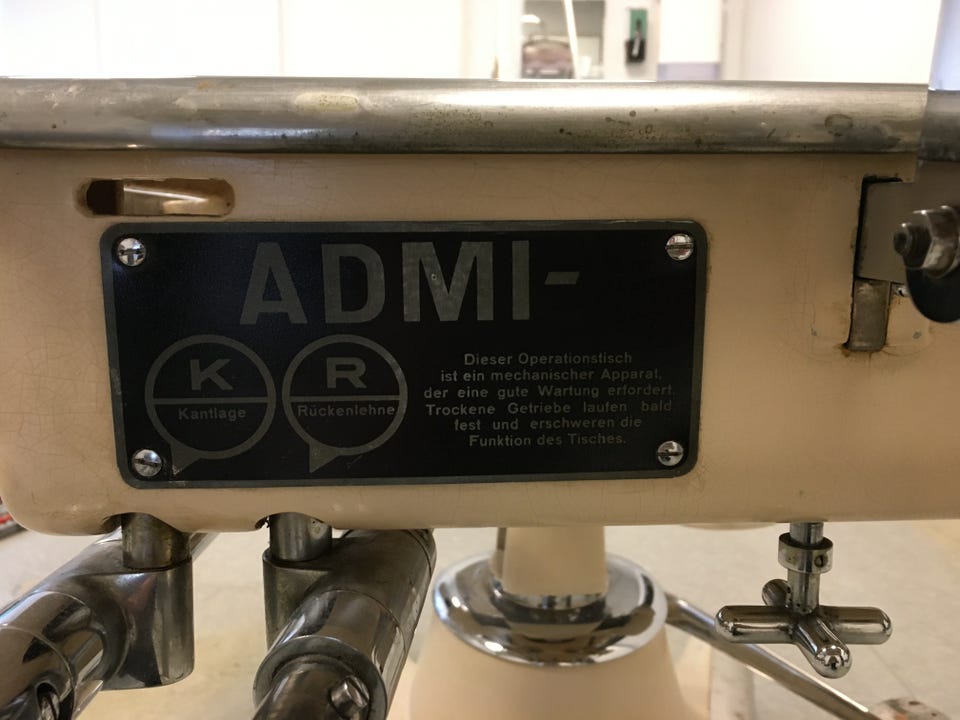 ADMI-
K
Kantlage
R
Rückenlehne
Dieser Operationstisch
ist ein mechanischer Apparat,
der eine gute Wartung erfordert.
Trockene Getriebe laufen bald
fest und erschweren die
Funktion des Tisches.